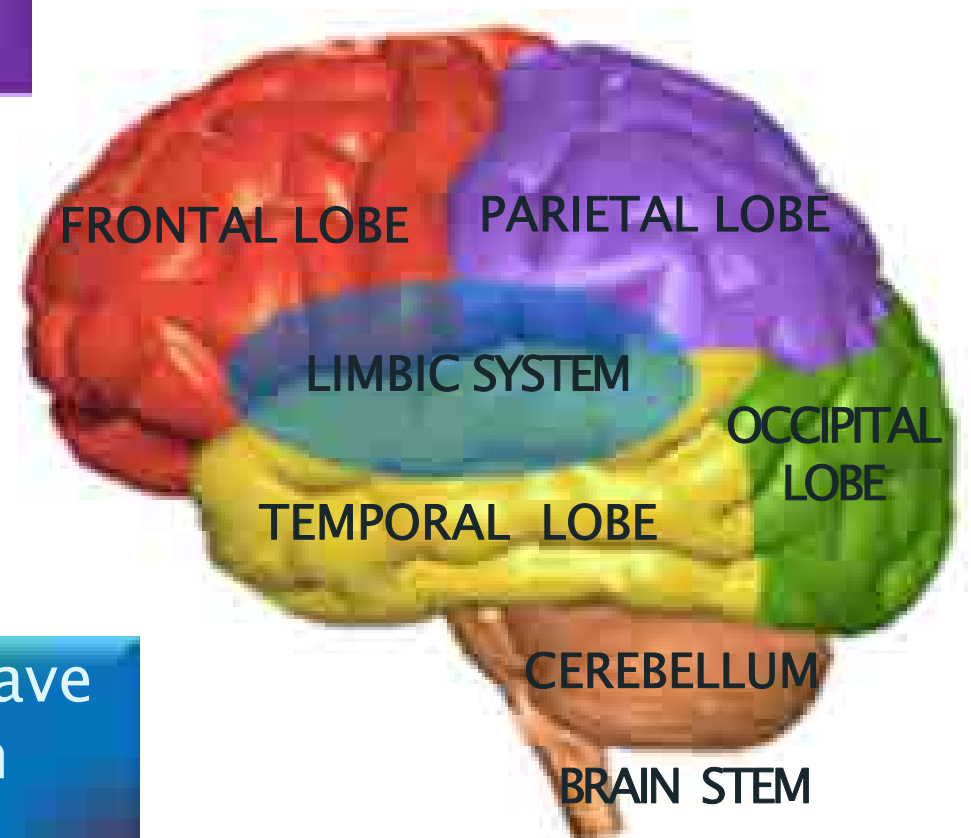 FRONTAL LOBE
PARIETAL LOBE
LIMBIC SYSTEM
OCCIPITAL
LOBE
TEMPORAL LOBE
CEREBELLUM
BRAIN STEM